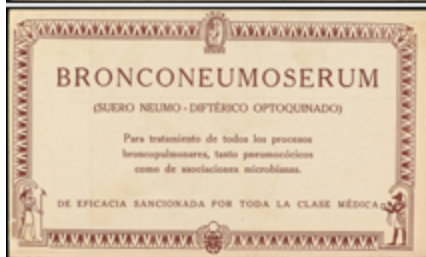 BRONCONEUMOSERUM
(SUERO NEUMO - DIFTÉRICO OPTOQUINADO)
Para tratamiento de todos los procesos
broncopulmonares, tanto pneumocócicos
como de asociaciones microbianas.
DE EFICACIA SANCIONADA POR TODA LA CLASE MÉDICA